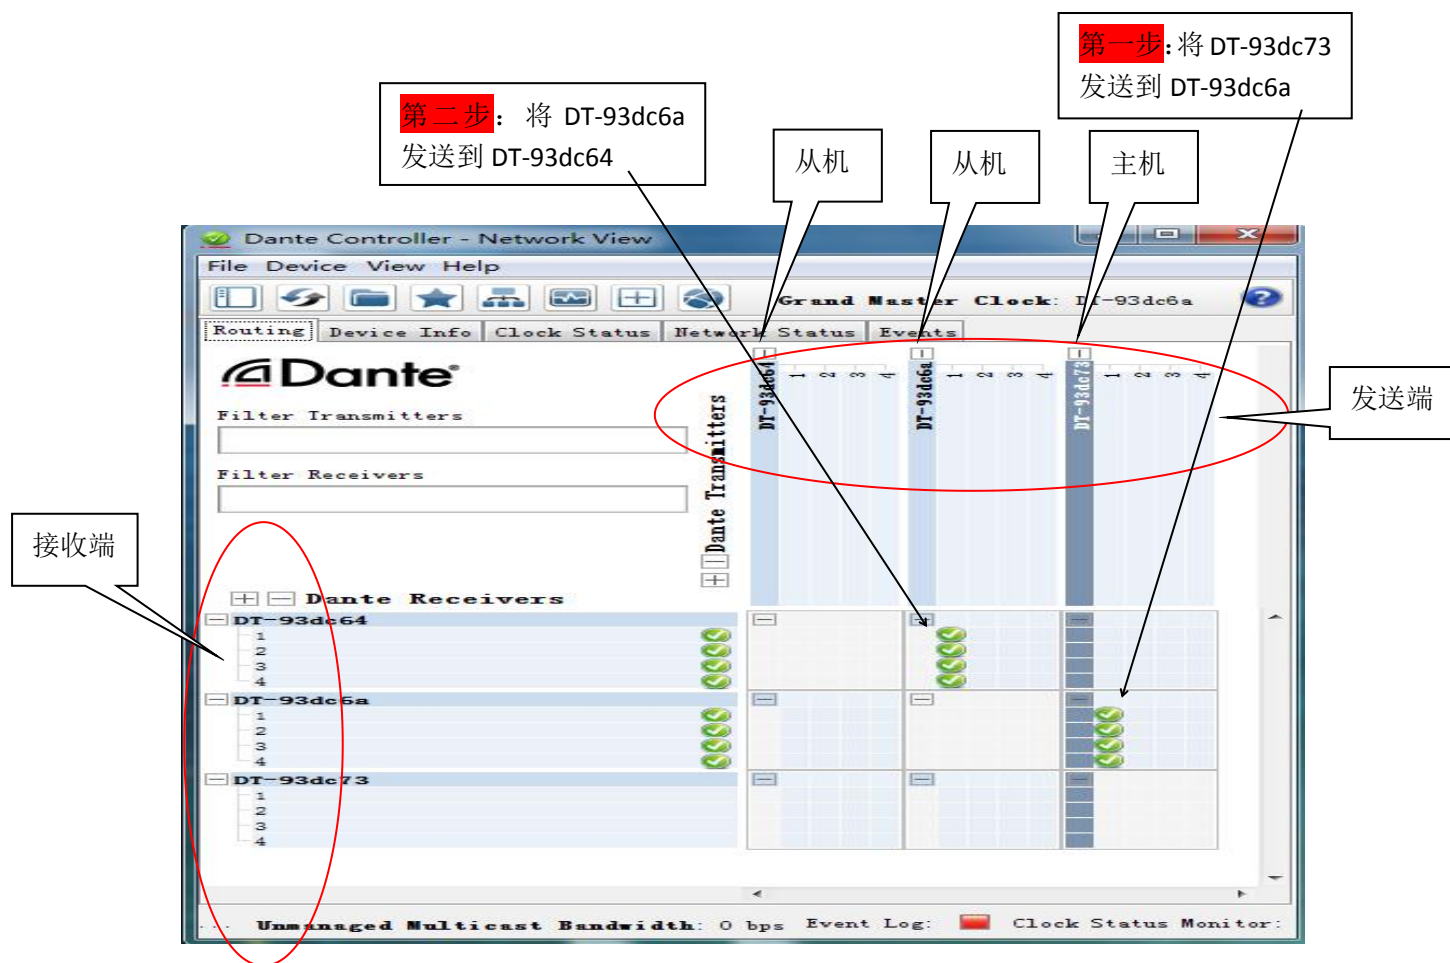 第一步：将 DT-93dc73
发送到 DT-93dc6a
第二步：将 DT-93dc6a
发送到 DT-93dc64
从机
从机
主机
Dante Controller - Network View
File Device View Help
Grand Master Clock: DT-93dc6a
Routing Device Info Clock Status Network Status Events
Dante
Filter Transmitters
Filter Receivers
Dante Transmitters
DT-93dc64
1 2 3 4
DT-93dc6a
1 2 3 4
DT-93dc73
1 2 3 4
发送端
接收端
Dante Receivers
DT-93dc64
1
2
3
4
DT-93dc6a
1
2
3
4
DT-93dc73
1
2
3
4
... Unmanaged Multicast Bandwidth: 0 bps Event Log: Clock Status Monitor: